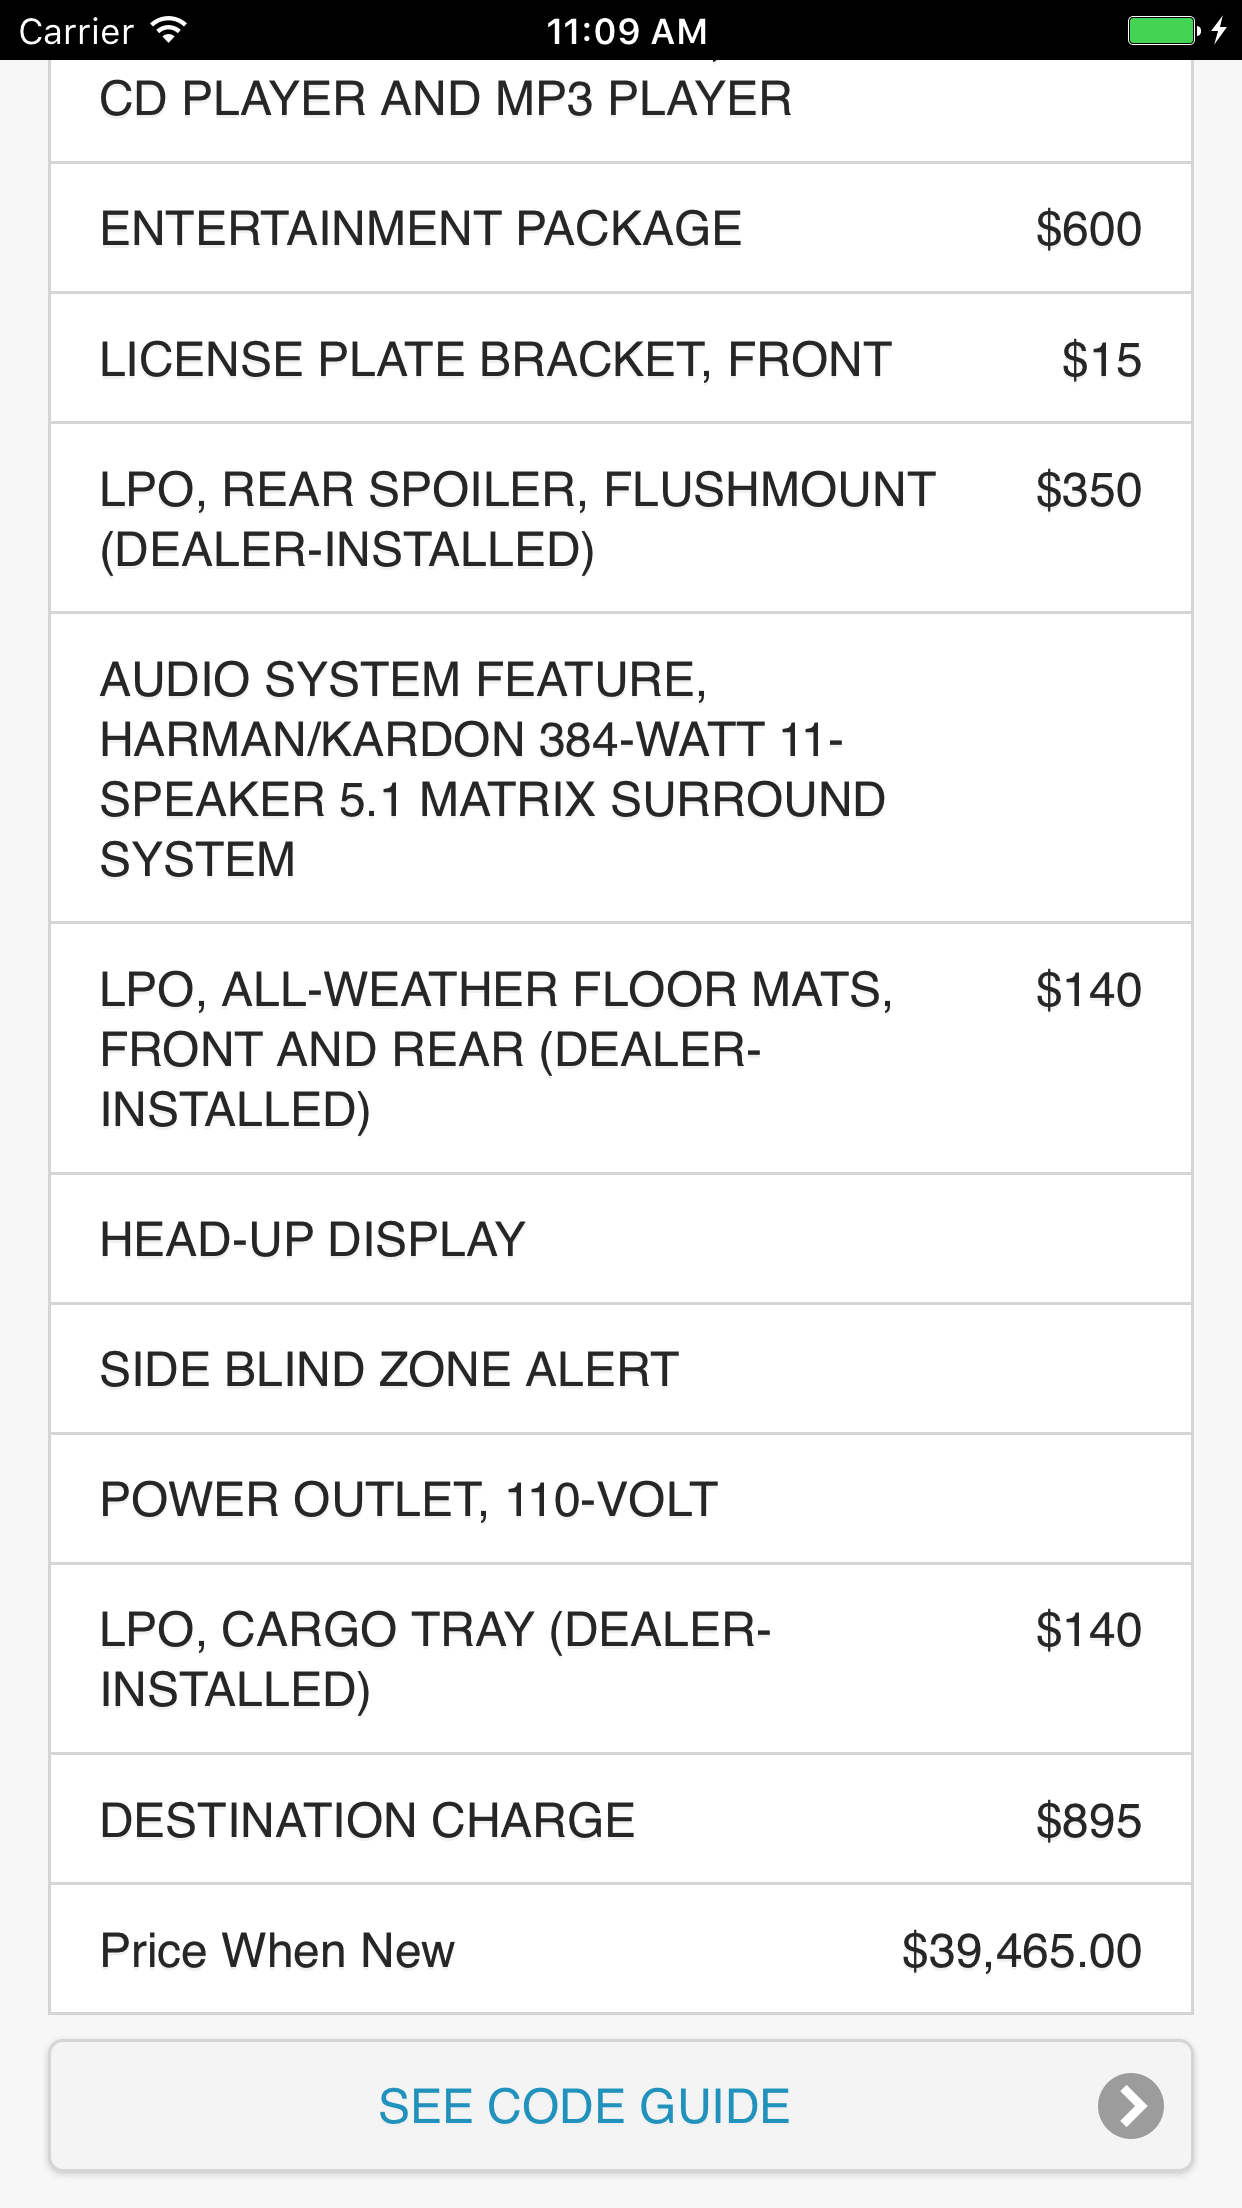 Carrier 11:09 AM
CD PLAYER AND MP3 PLAYER
ENTERTAINMENT PACKAGE $600
LICENSE PLATE BRACKET, FRONT $15
LPO, REAR SPOILER, FLUSHMOUNT $350
(DEALER-INSTALLED)
AUDIO SYSTEM FEATURE,
HARMAN/KARDON 384-WATT 11-
SPEAKER 5.1 MATRIX SURROUND
SYSTEM
LPO, ALL-WEATHER FLOOR MATS, $140
FRONT AND REAR (DEALER-
INSTALLED)
HEAD-UP DISPLAY
SIDE BLIND ZONE ALERT
POWER OUTLET, 110-VOLT
LPO, CARGO TRAY (DEALER- $140
INSTALLED)
DESTINATION CHARGE $895
Price When New $39,465.00
SEE CODE GUIDE